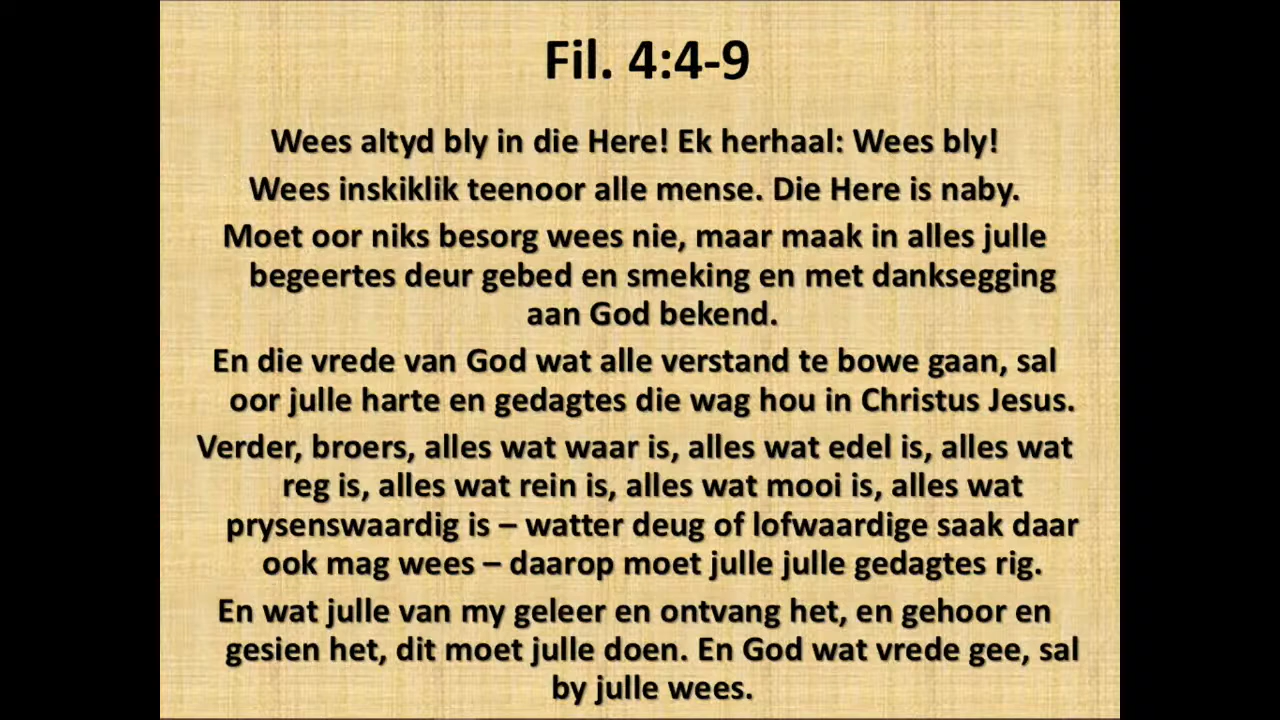 Fil. 4:4-9
Wees altyd bly in die Here! Ek herhaal: Wees bly!
Wees inskiklik teenoor alle mense. Die Here is naby.
Moet oor niks besorg wees nie, maar maak in alles julle
begeertes deur gebed en smeking en met danksegging
aan God bekend.
En die vrede van God wat alle verstand te bowe gaan, sal
oor julle harte en gedagtes die wag hou in Christus Jesus.
Verder, broers, alles wat waar is, alles wat edel is, alles wat
reg is, alles wat rein is, alles wat mooi is, alles wat
prysenswaardig is – watter deug of lofwaardige saak daar
ook mag wees – daarop moet julle julle gedagtes rig.
En wat julle van my geleer en ontvang het, en gehoor en
gesien het, dit moet julle doen. En God wat vrede gee, sal
by julle wees.